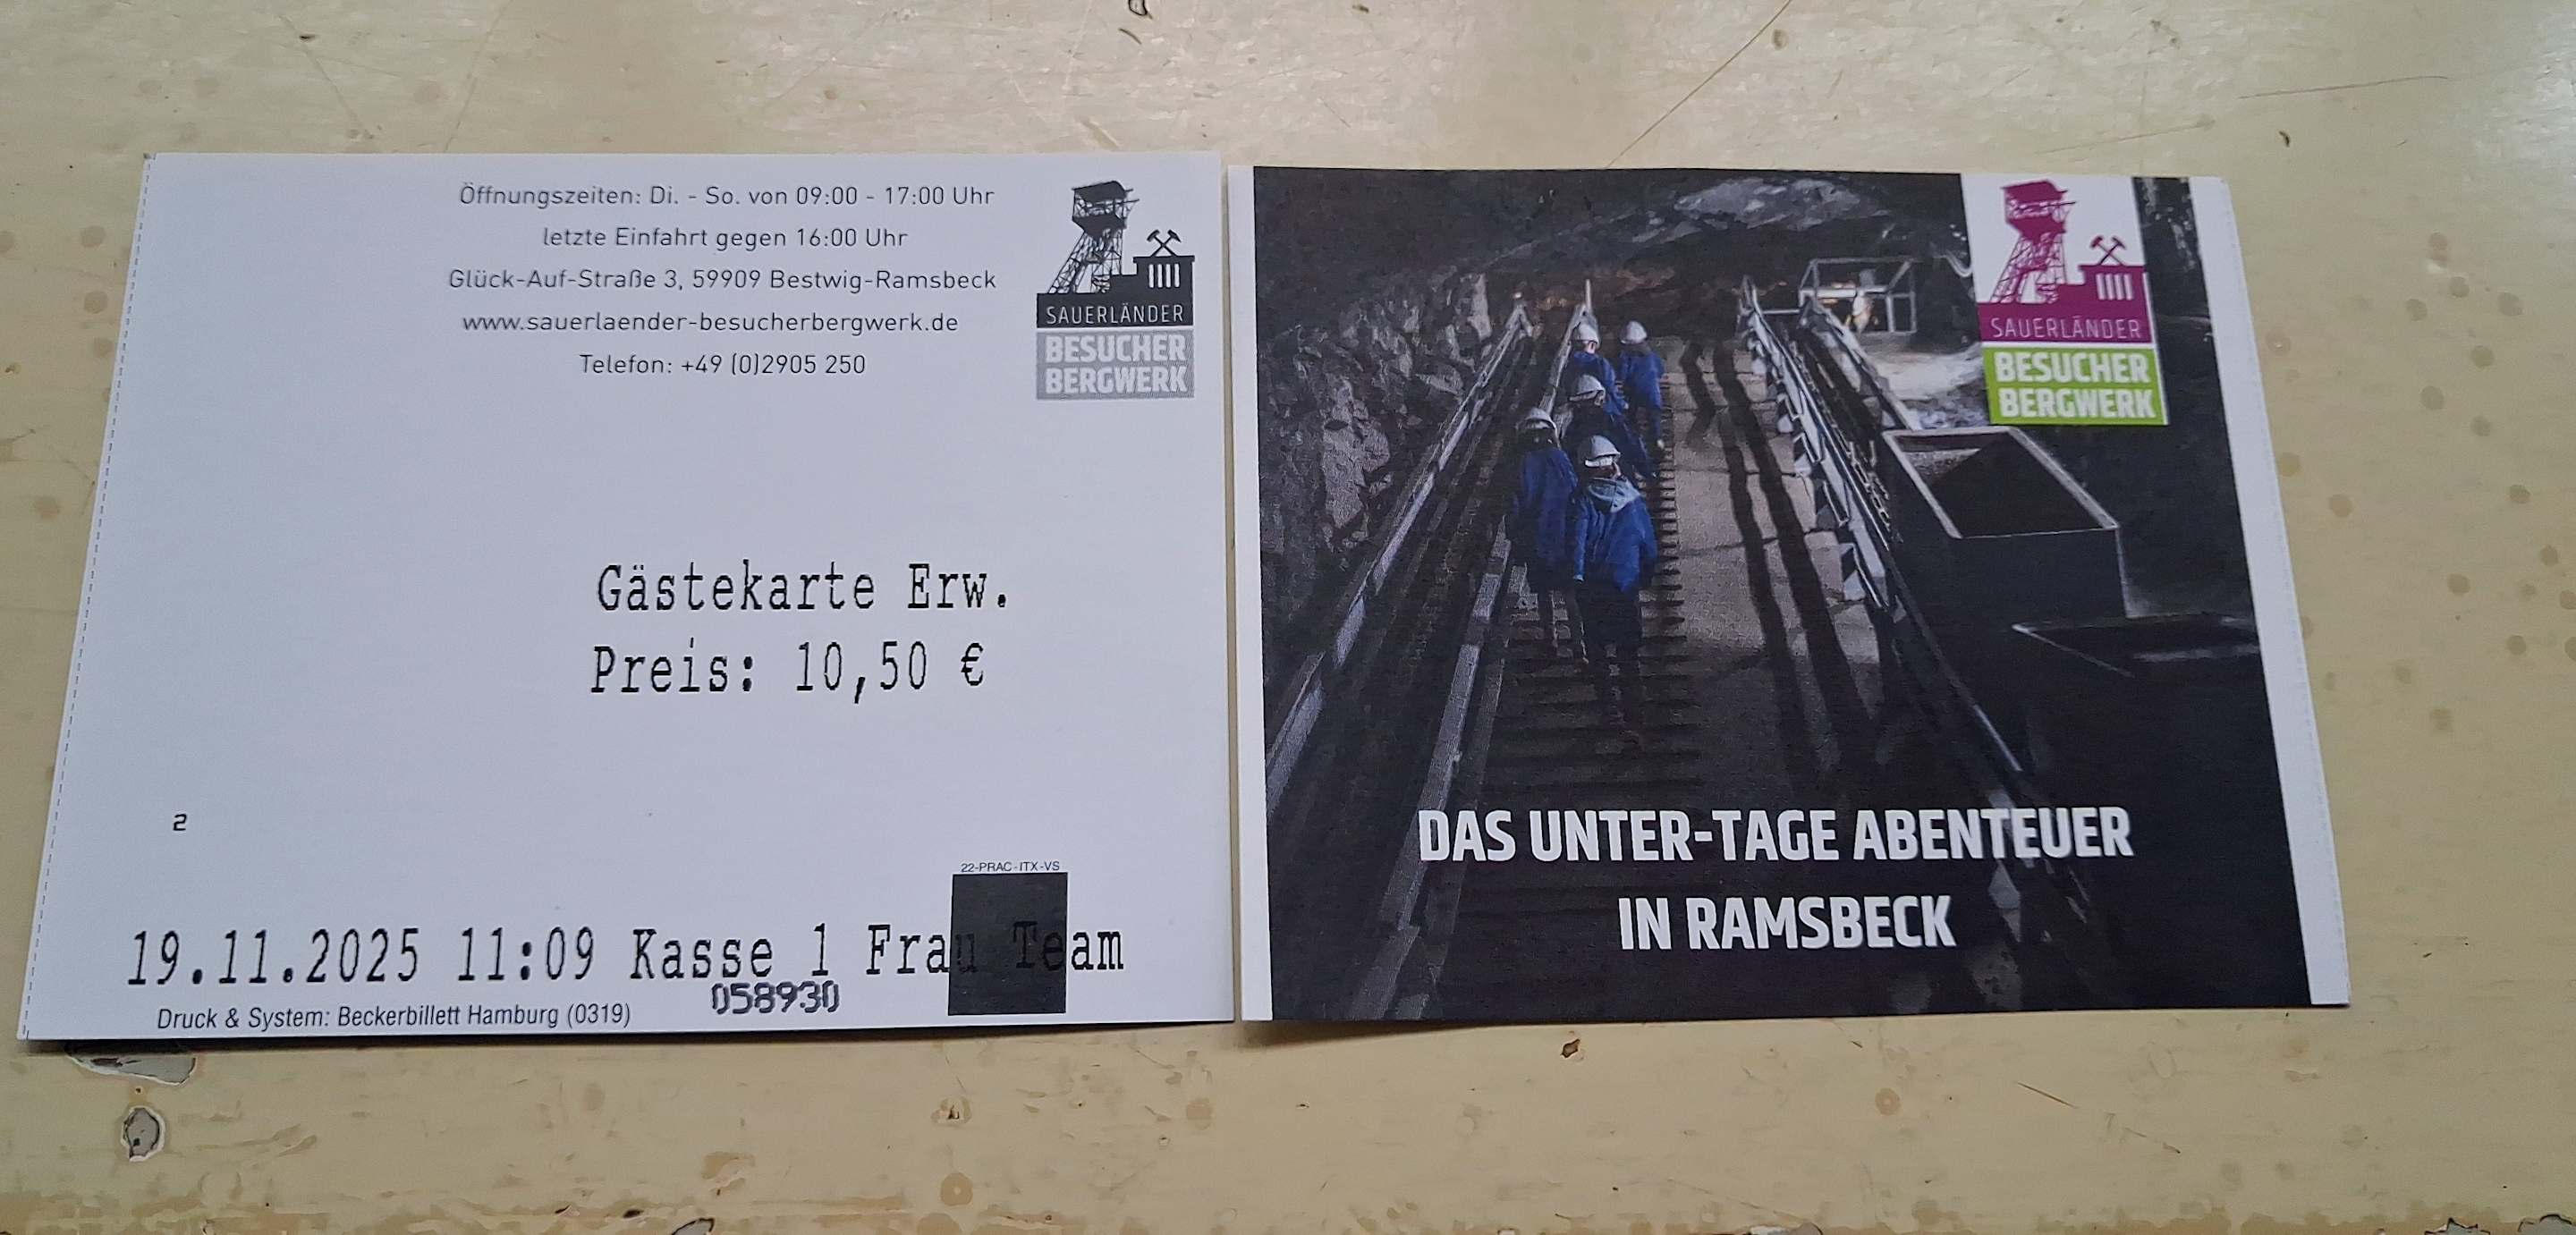 Öffnungszeiten: Di. - So. von 09:00 - 17:00 Uhr
letzte Einfahrt gegen 16:00 Uhr
Glück-Auf-Straße 3, 59909 Bestwig-Ramsbeck
www.sauerlaender-besucherbergwerk.de
Telefon: +49 (0)2905 250
SAUERLÄNDER
BESUCHER
BERGWERK
Gästekarte Erw.
Preis: 10,50 €
2
22-PRAC-ITX-VS
19.11.2025 11:09 Kasse 1 Frau Team
058930
Druck & System: Beckerbillett Hamburg (0319)
SAUERLÄNDER
BESUCHER
BERGWERK
DAS UNTER-TAGE ABENTEUER
IN RAMSBECK